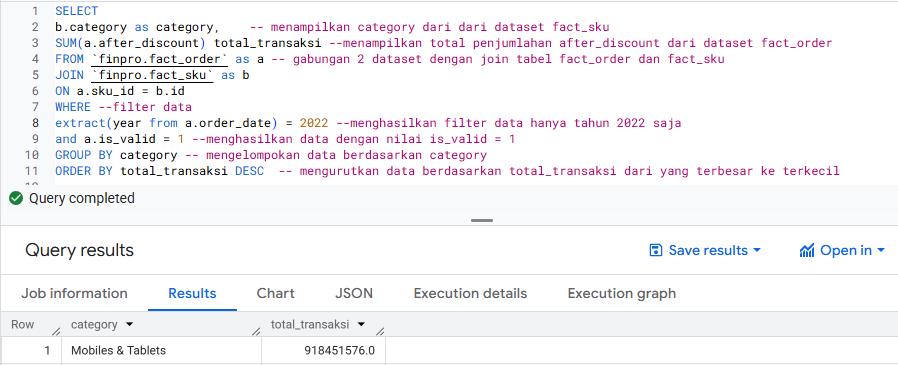 1 SELECT
2 b.category as category, -- menampilkan category dari dari dataset fact_sku
3 SUM(a.after_discount) total_transaksi --menampilkan total penjumlahan after_discount dari dataset fact_order
4 FROM `finpro.fact_order` as a -- gabungan 2 dataset dengan join tabel fact_order dan fact_sku
5 JOIN `finpro.fact_sku` as b
6 ON a.sku_id = b.id
7 WHERE --filter data
8 extract(year from a.order_date) = 2022 --menghasilkan filter data hanya tahun 2022 saja
9 and a.is_valid = 1 --menghasilkan data dengan nilai is_valid = 1
10 GROUP BY category -- mengelompokan data berdasarkan category
11 ORDER BY total_transaksi DESC -- mengurutkan data berdasarkan total_transaksi dari yang terbesar ke terkecil
Query completed
Query results Save results Open in
Job information Results Chart JSON Execution details Execution graph
Row category total_transaksi
1 Mobiles & Tablets 918451576.0